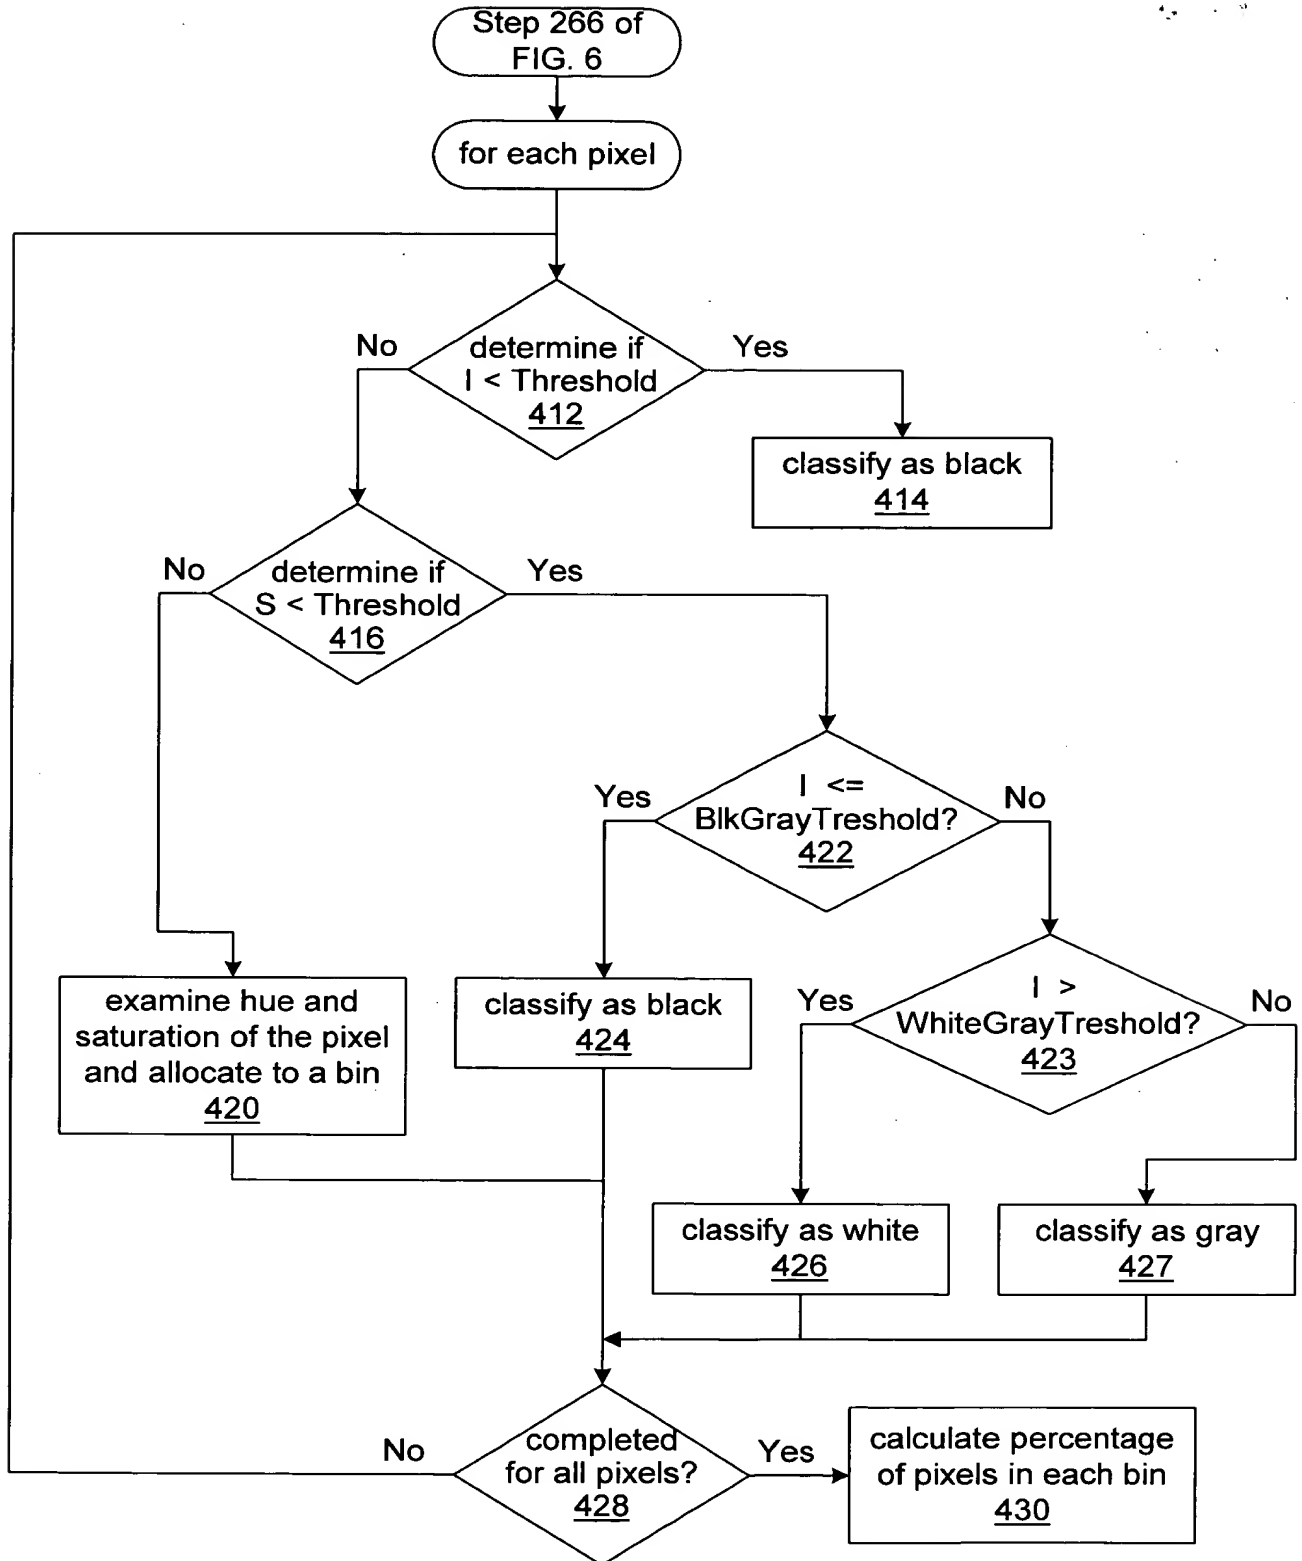 Step 266 of
FIG. 6
for each pixel
No
determine if
I < Threshold
412
Yes
classify as black
414
No
determine if
S < Threshold
416
Yes
Yes
I <=
BlkGrayTreshold?
422
No
examine hue and
saturation of the pixel
and allocate to a bin
420
classify as black
424
Yes
I >
WhiteGrayTreshold?
423
No
classify as white
426
classify as gray
427
No
completed
for all pixels?
428
Yes
calculate percentage
of pixels in each bin
430